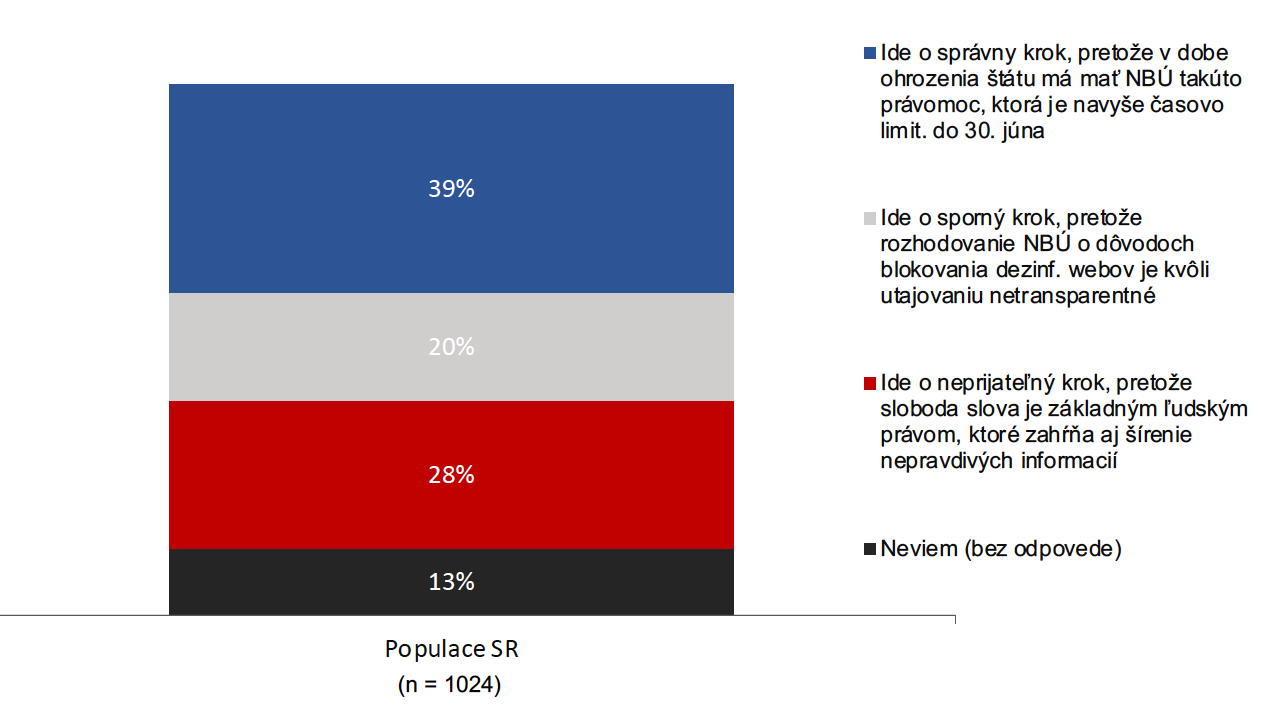 39%
20%
28%
13%
Populace SR
(n = 1024)
Ide o správny krok, pretože v dobe
ohrozenia štátu má mať NBÚ takúto
právomoc, ktorá je navyše časovo
limit. do 30. júna
Ide o sporný krok, pretože
rozhodovanie NBÚ o dôvodoch
blokovania dezinf. webov je kvôli
utajovaniu netransparentné
Ide o neprijateľný krok, pretože
sloboda slova je základným ľudským
právom, ktoré zahŕňa aj šírenie
nepravdivých informacií
Neviem (bez odpovede)